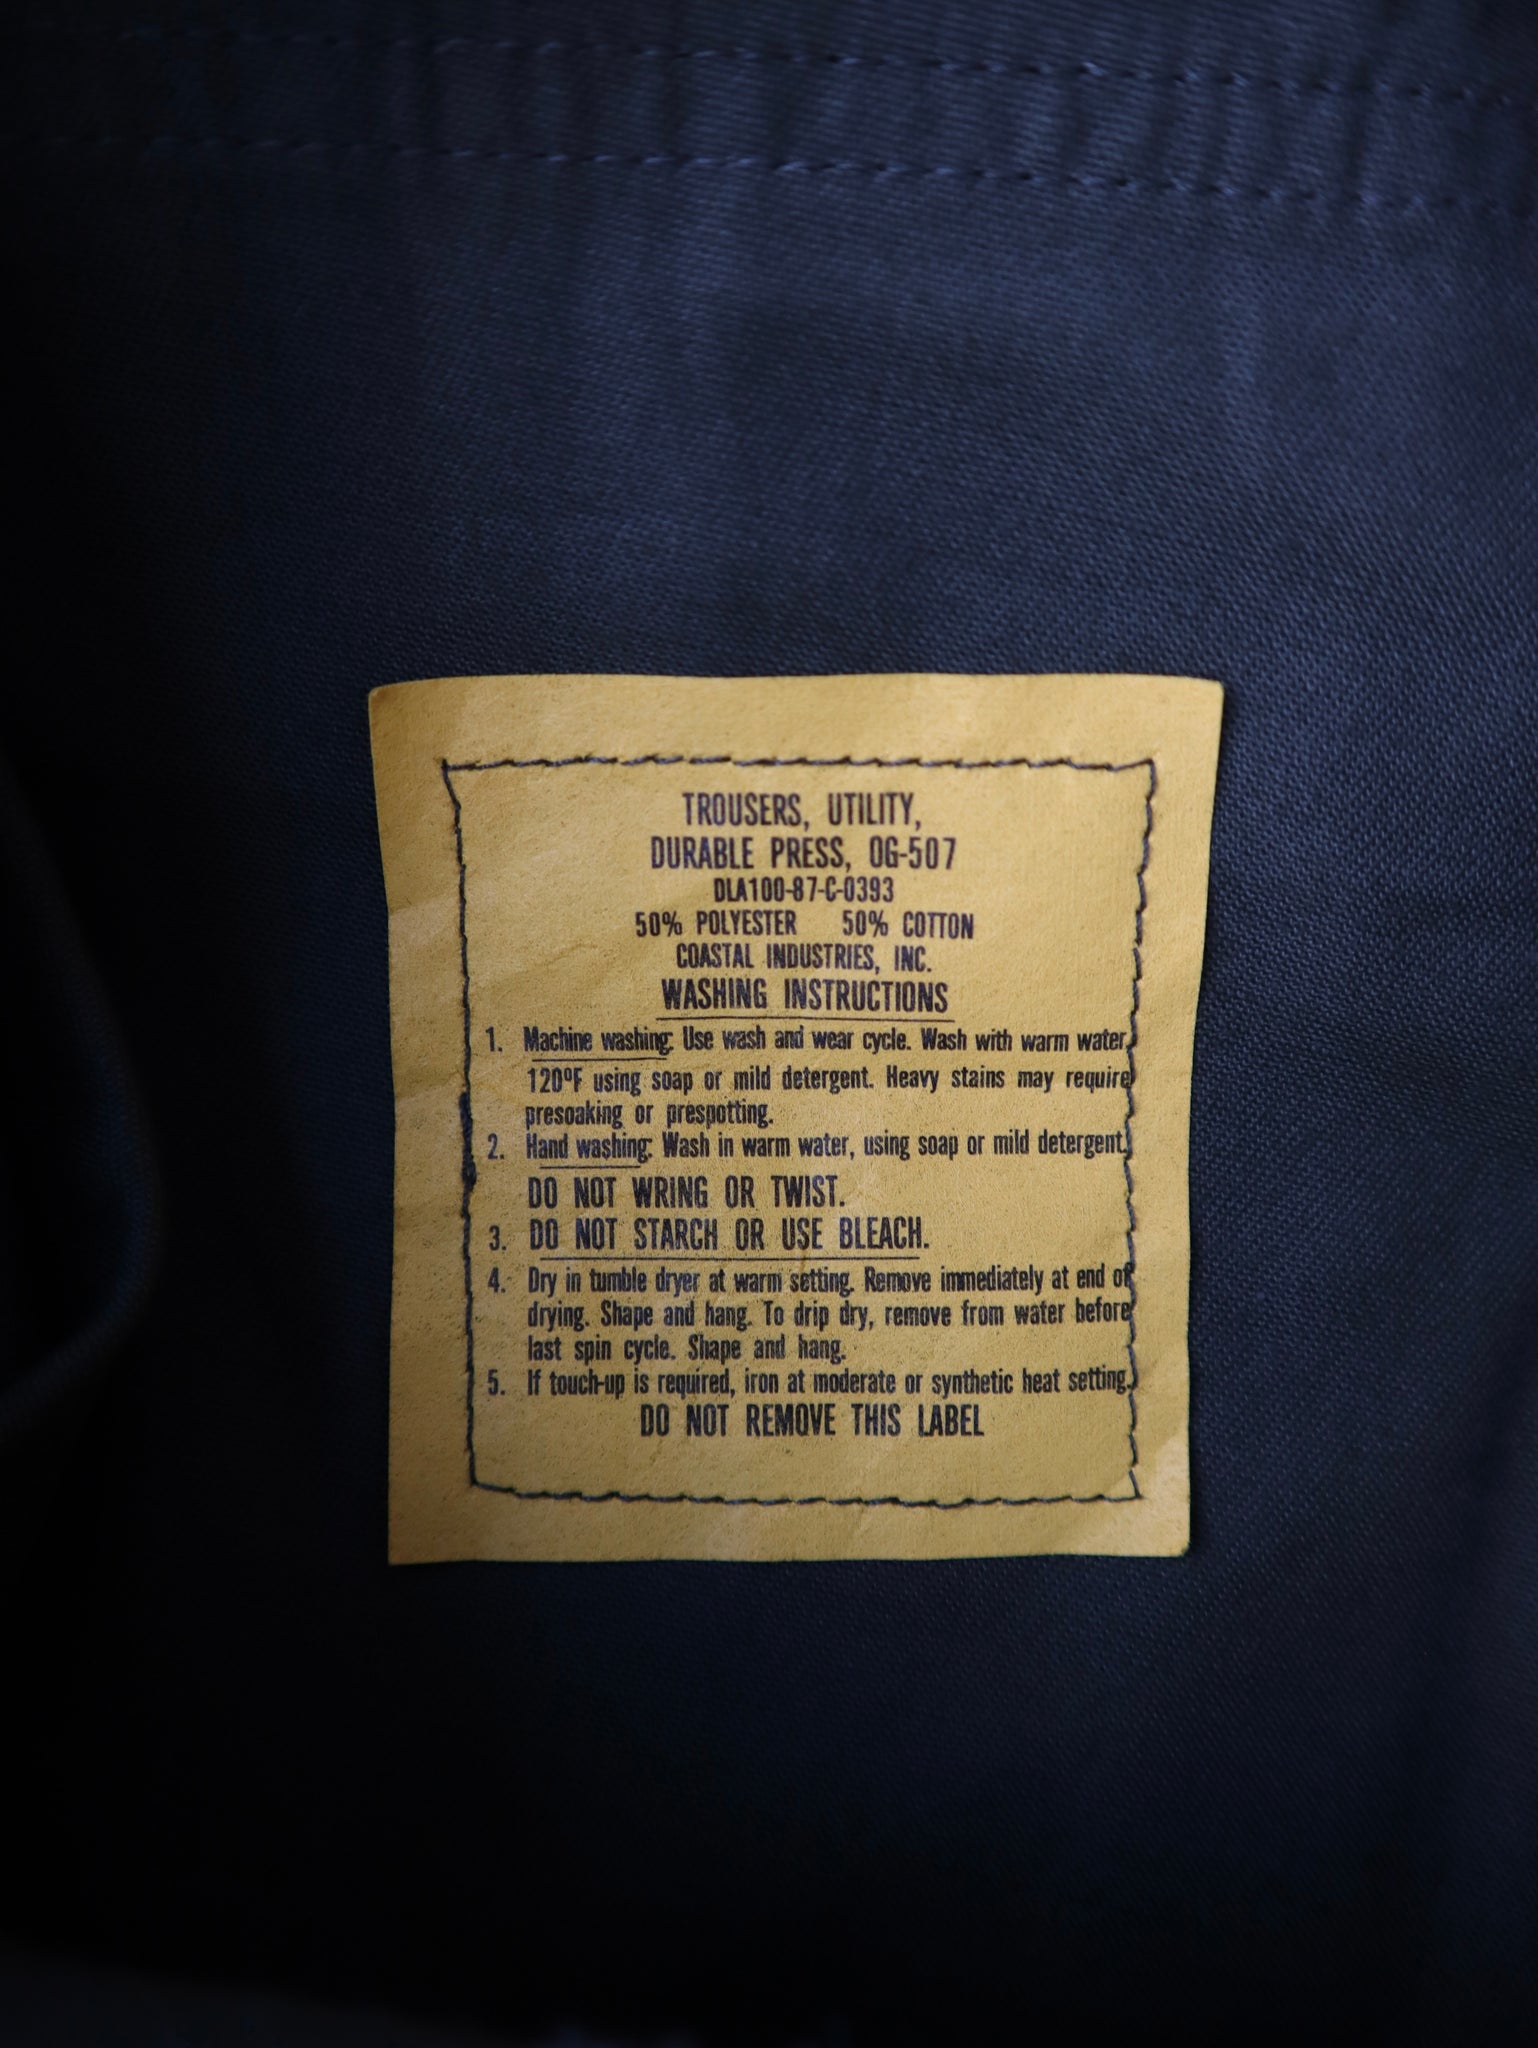 TROUSERS, UTILITY,
DURABLE PRESS, OG-507
DLA100-87-C-0393
50% POLYESTER 50% COTTON
COASTAL INDUSTRIES, INC.
WASHING INSTRUCTIONS
1. Machine washing: Use wash and wear cycle. Wash with warm water,
120ºF using soap or mild detergent. Heavy stains may require
presoaking or prespotting.
2. Hand washing: Wash in warm water, using soap or mild detergent.
DO NOT WRING OR TWIST.
3. DO NOT STARCH OR USE BLEACH.
4. Dry in tumble dryer at warm setting. Remove immediately at end of
drying. Shape and hang. To drip dry, remove from water before
last spin cycle. Shape and hang.
5. If touch-up is required, iron at moderate or synthetic heat setting.
DO NOT REMOVE THIS LABEL